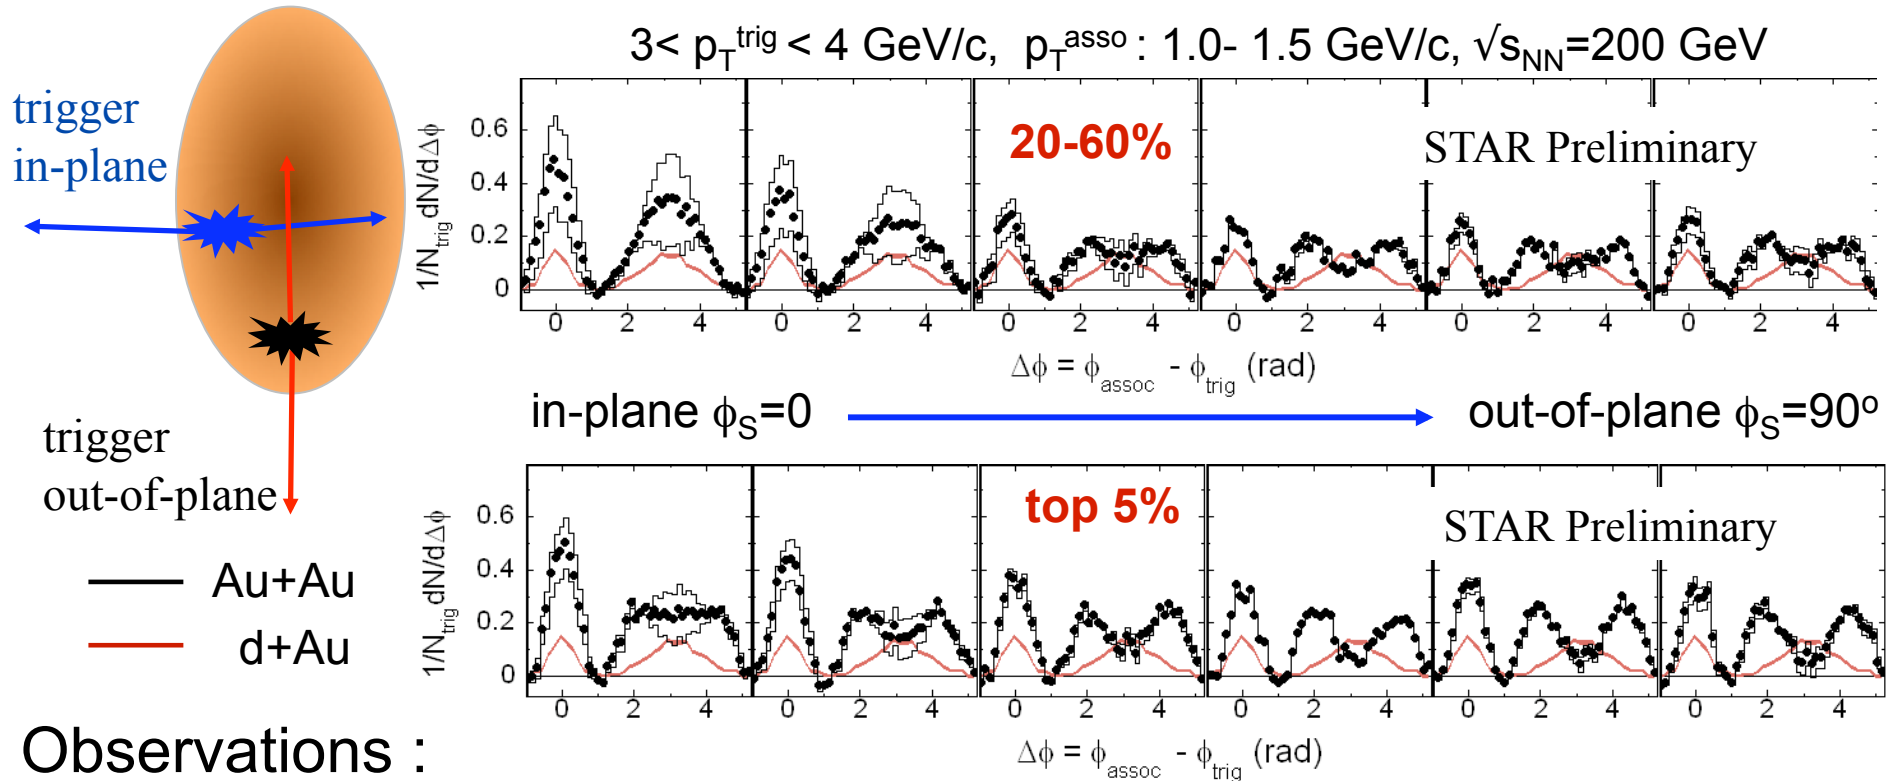 3< p_T^trig < 4 GeV/c, p_T^asso : 1.0- 1.5 GeV/c, √s_NN=200 GeV
trigger
in-plane
1/N_trig dN/dΔϕ
0.6
0.4
0.2
0
20-60%
STAR Preliminary
0 2 4 0 2 4 0 2 4 0 2 4 0 2 4 0 2 4
Δϕ = ϕ_assoc - ϕ_trig (rad)
in-plane ϕ_S=0
out-of-plane ϕ_S=90º
trigger
out-of-plane
1/N_trig dN/dΔϕ
0.6
0.4
0.2
0
top 5%
STAR Preliminary
0 2 4 0 2 4 0 2 4 0 2 4 0 2 4 0 2 4
Δϕ = ϕ_assoc - ϕ_trig (rad)
Au+Au
d+Au
Observations :